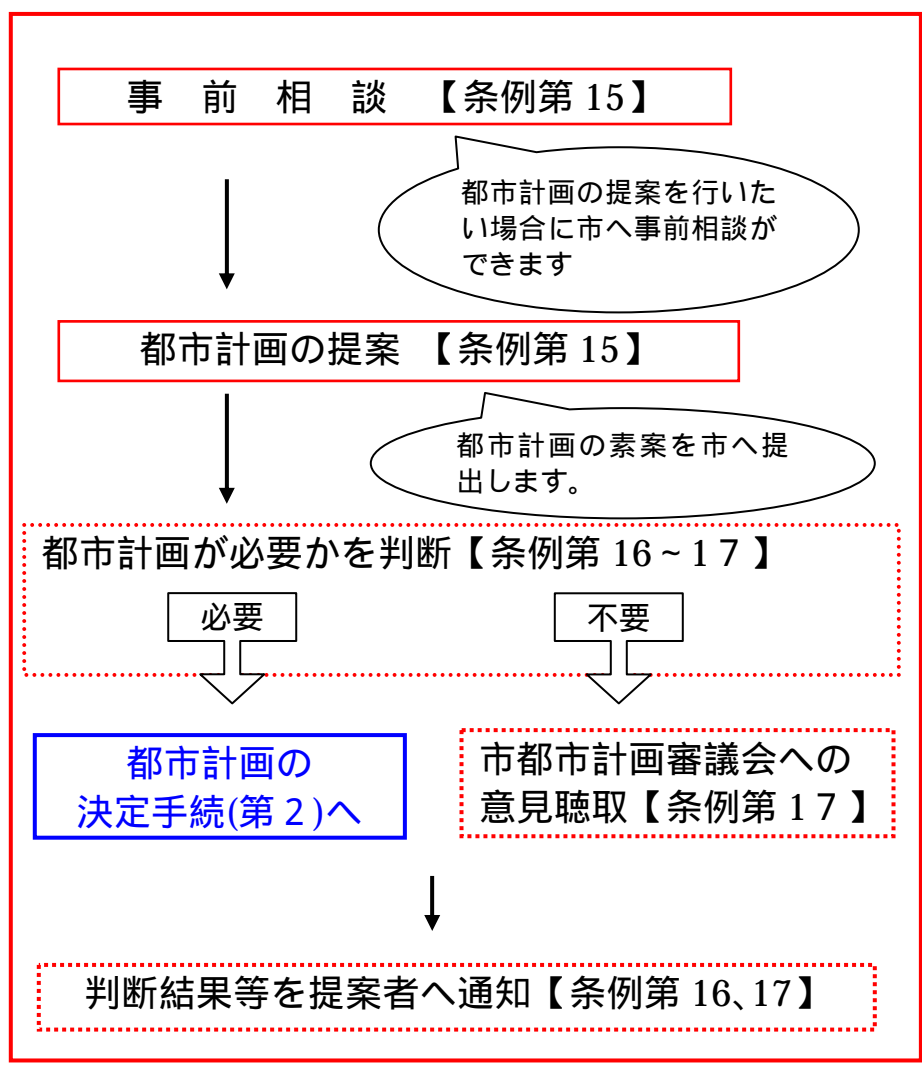 事　前　相　談　【条例第 15】
都市計画の提案を行いた
い場合に市へ事前相談が
できます
都市計画の提案　【条例第 15】
都市計画の素案を市へ提
出します。
都市計画が必要かを判断【条例第 16~1７】
必要
不要
都市計画の
決定手続(第２)へ
市都市計画審議会への
意見聴取【条例第 1７】
判断結果等を提案者へ通知【条例第 16、17】